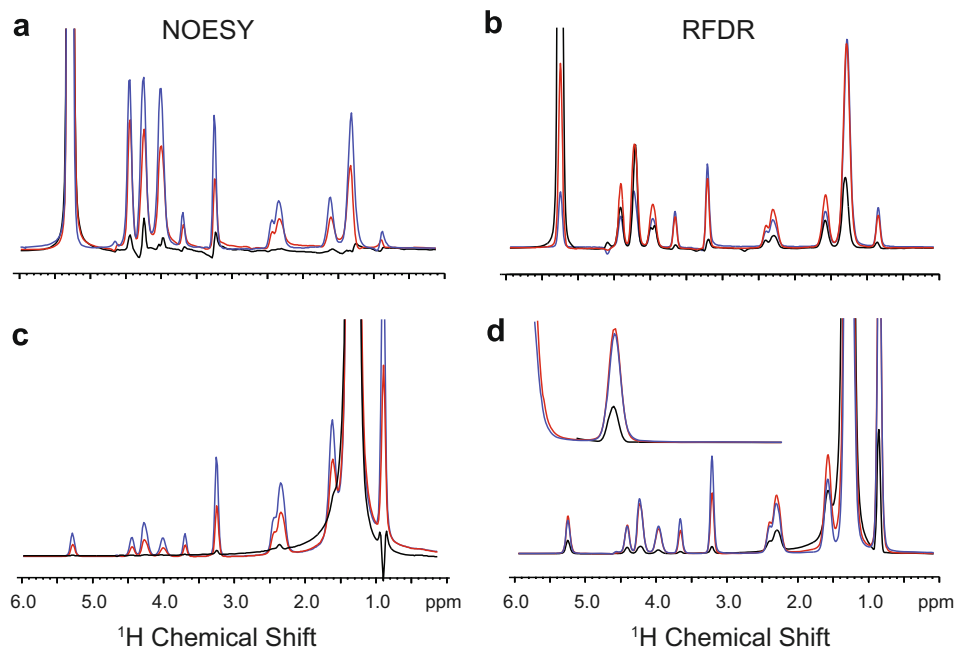 a NOESY
b RFDR
c
d
6.0 5.0 4.0 3.0 2.0 1.0 ppm
6.0 5.0 4.0 3.0 2.0 1.0 ppm
¹H Chemical Shift
¹H Chemical Shift